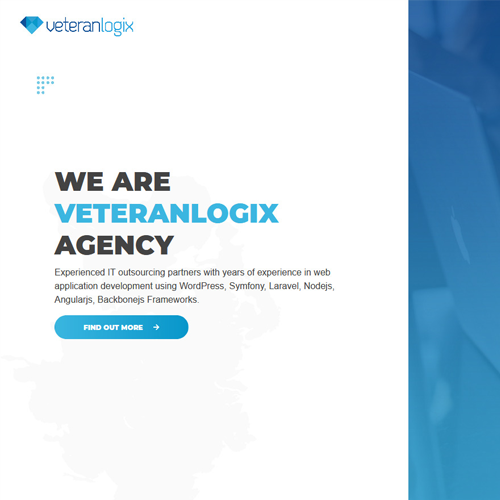 veteranlogix
WE ARE
VETERANLOGIX
AGENCY
Experienced IT outsourcing partners with years of experience in web
application development using WordPress, Symfony, Laravel, Nodejs,
Angularjs, Backbonejs Frameworks.
FIND OUT MORE